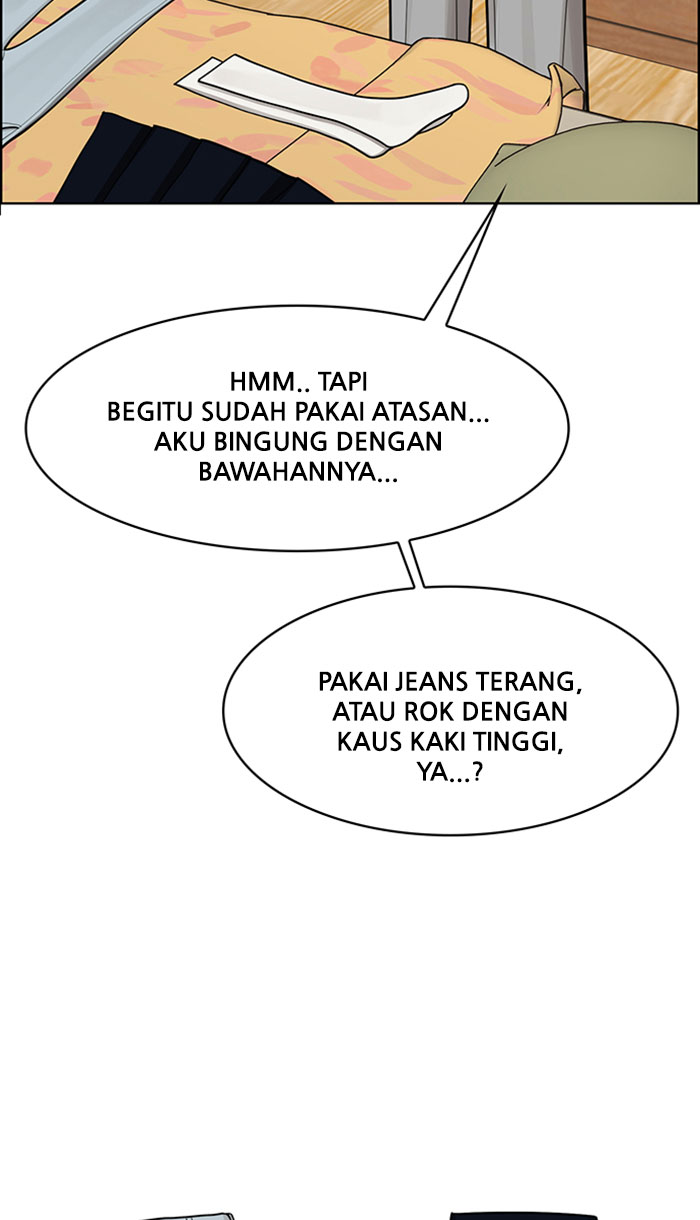 HMM.. TAPI
BEGITU SUDAH PAKAI ATASAN...
AKU BINGUNG DENGAN
BAWAHANNYA...
PAKAI JEANS TERANG,
ATAU ROK DENGAN
KAUS KAKI TINGGI,
YA...?